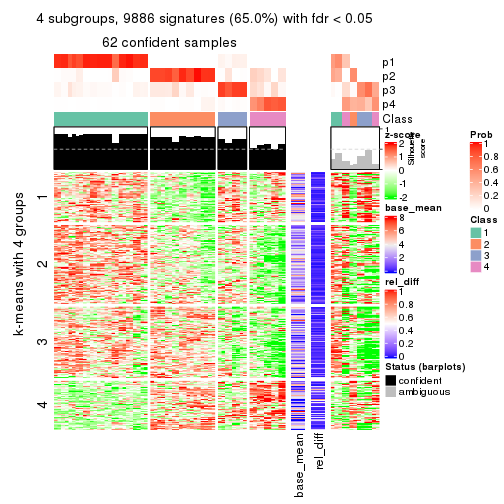 4 subgroups, 9886 signatures (65.0%) with fdr < 0.05
62 confident samples
p1
p2
p3
p4
Class
1
Silhouette
score
z-score
2
1
0
-1
-2
base_mean
8
6
4
2
0
rel_diff
1
0.8
0.6
0.4
0.2
0
Status (barplots)
confident
ambiguous
Prob
1
0.8
0.6
0.4
0.2
0
Class
1
2
3
4
k-means with 4 groups
1
2
3
4
base_mean
rel_diff